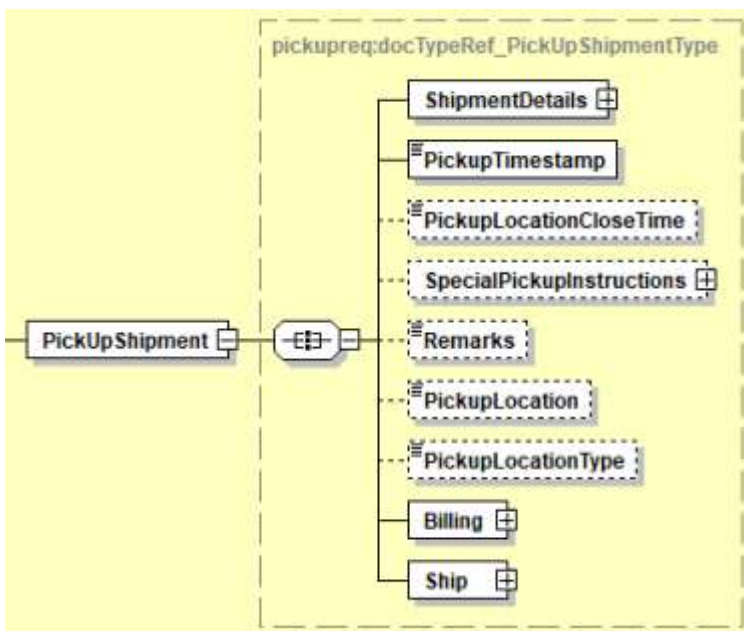 pickupreq:docTypeRef_PickUpShipmentType
ShipmentDetails
PickupTimestamp
PickupLocationCloseTime
SpecialPickupInstructions
PickUpShipment
Remarks
PickupLocation
PickupLocationType
Billing
Ship